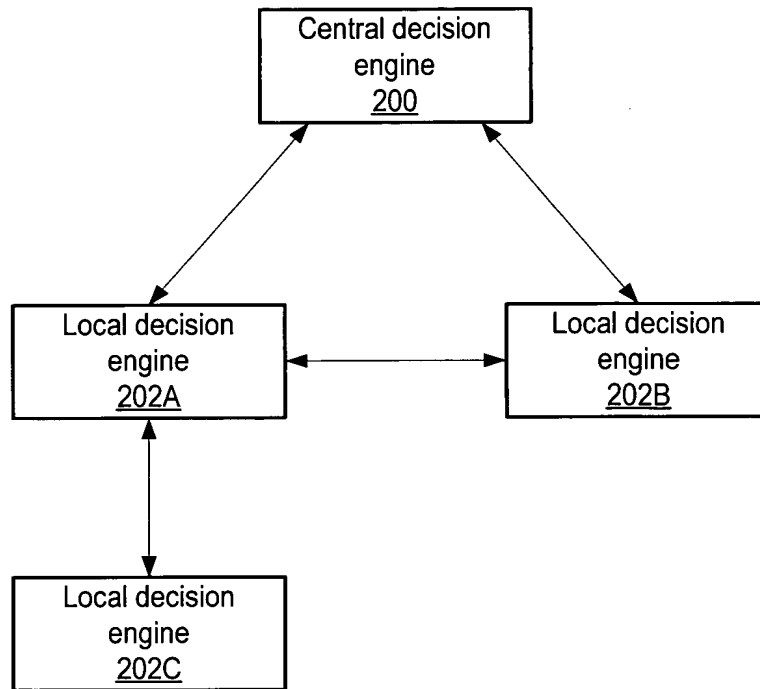 Central decision
engine
200
Local decision
engine
202A
Local decision
engine
202B
Local decision
engine
202C